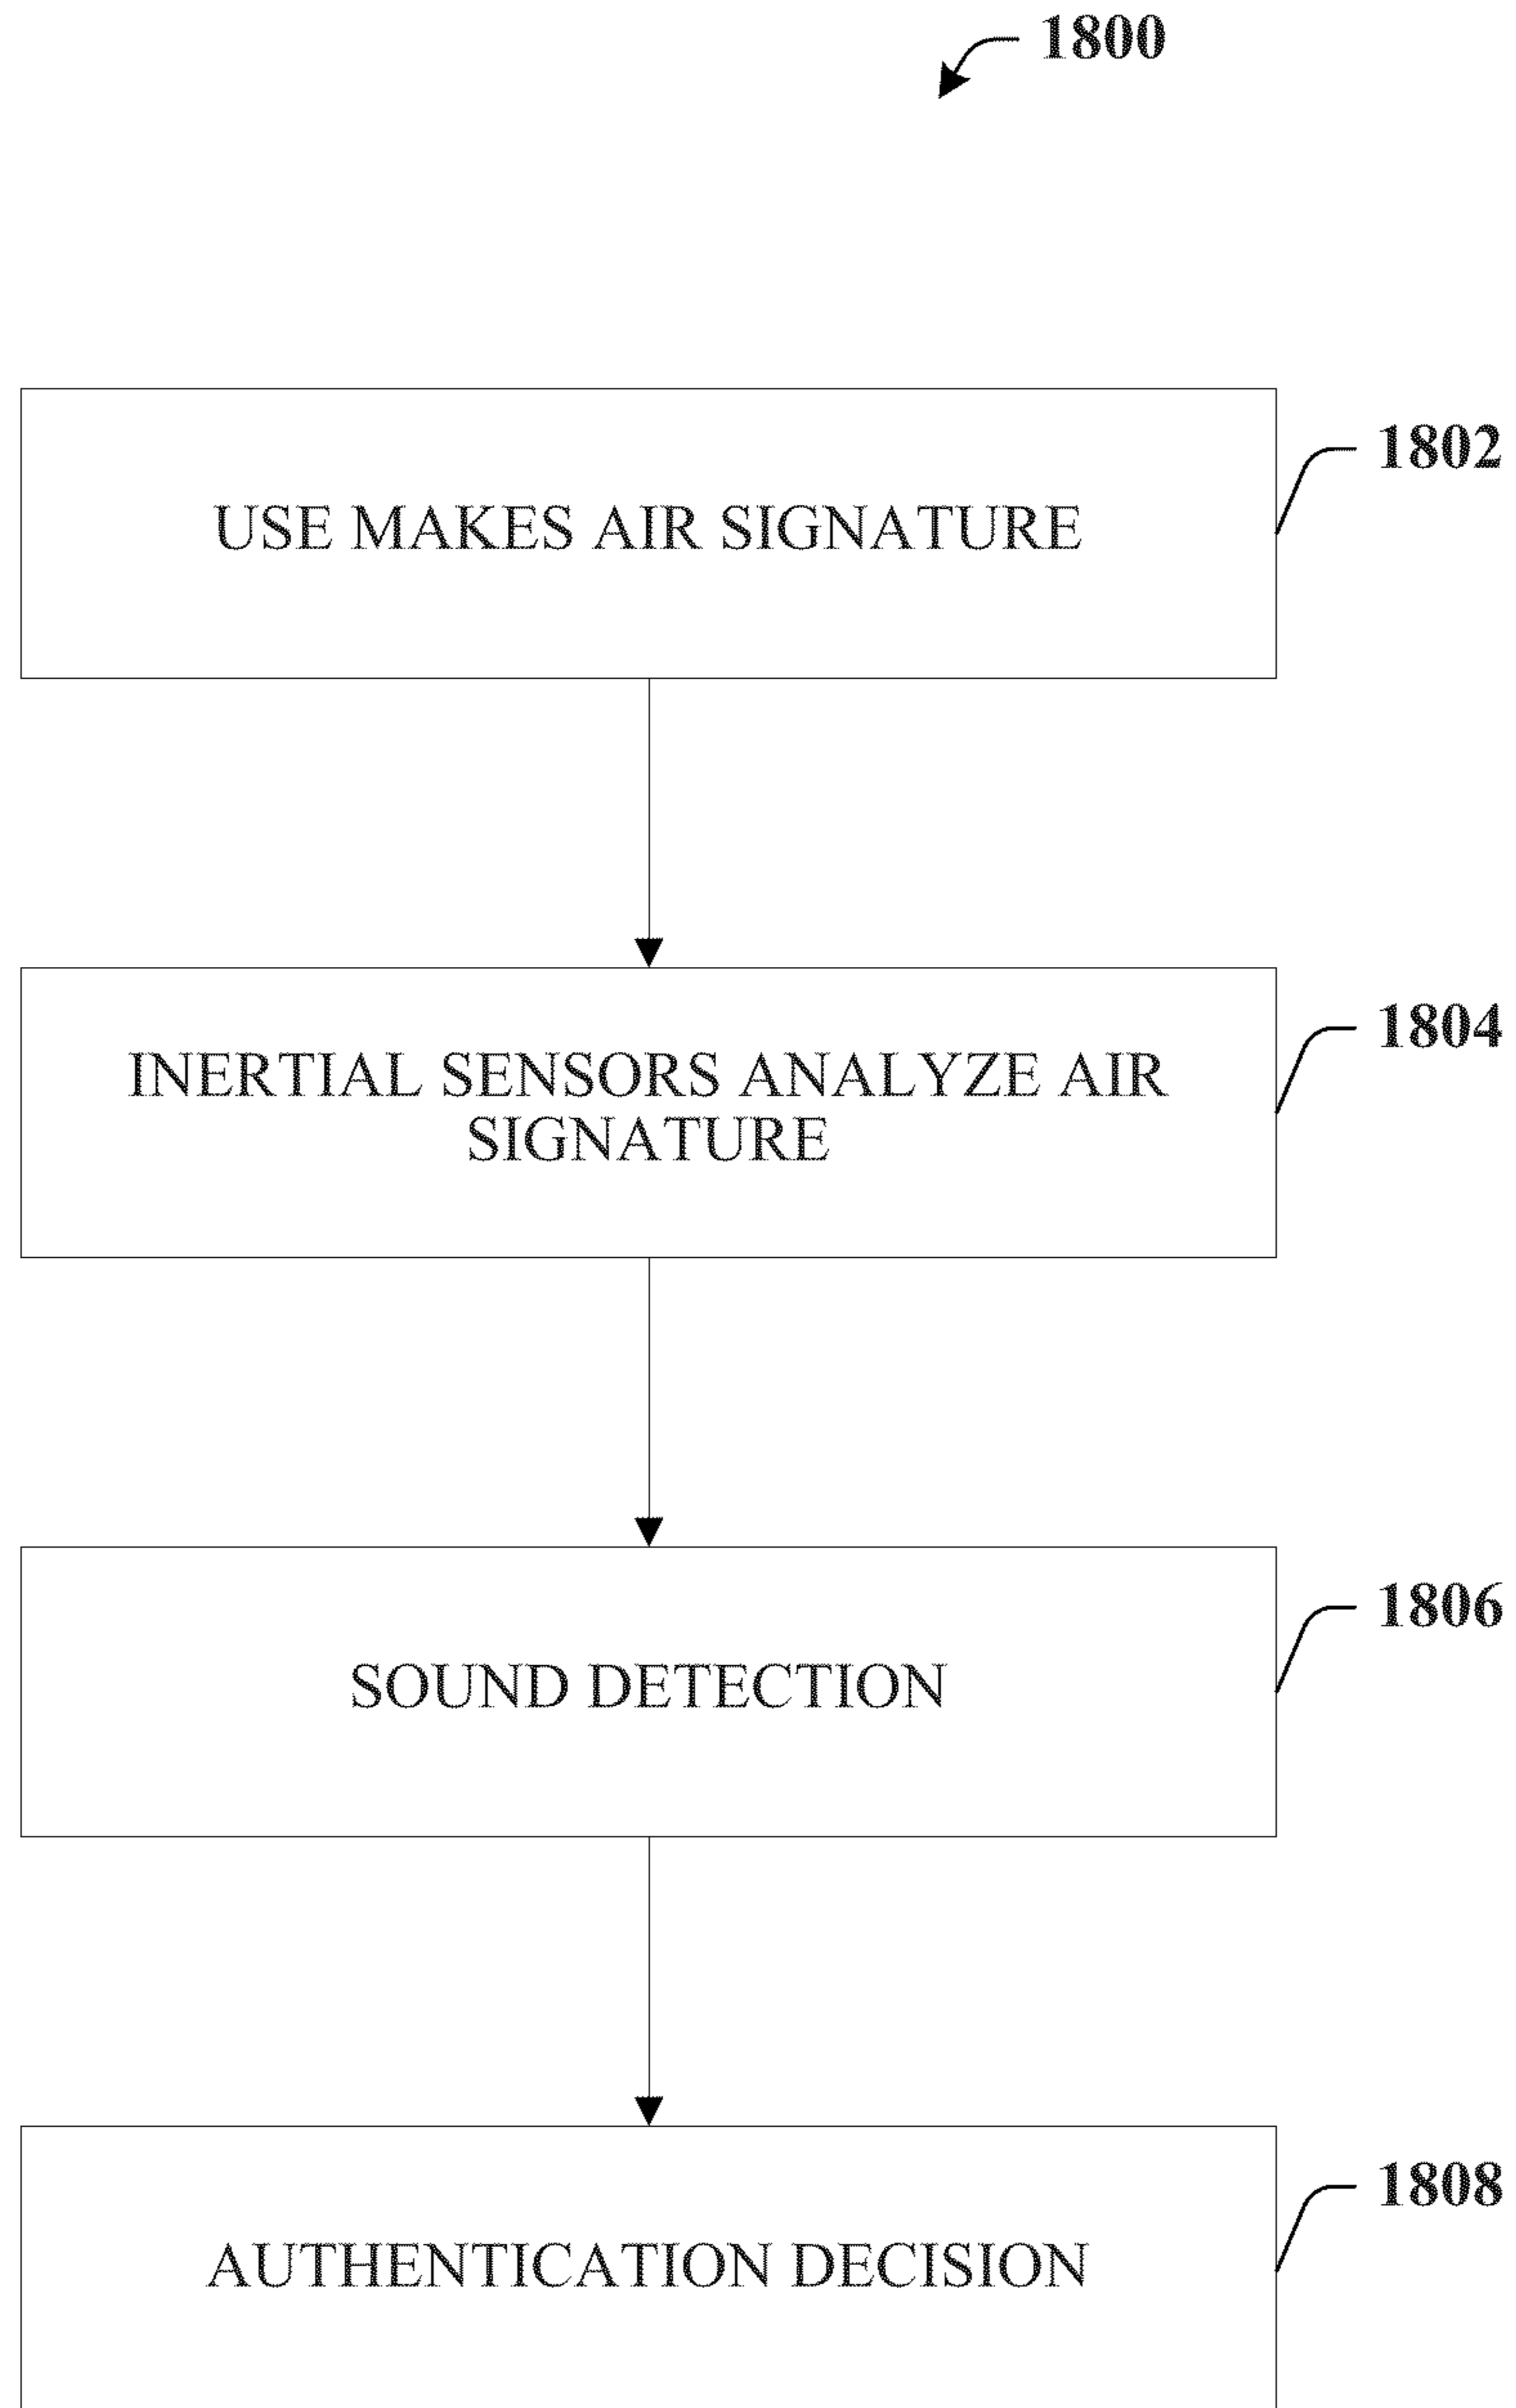 1800
USE MAKES AIR SIGNATURE
1802
INERTIAL SENSORS ANALYZE AIR
SIGNATURE
1804
SOUND DETECTION
1806
AUTHENTICATION DECISION
1808